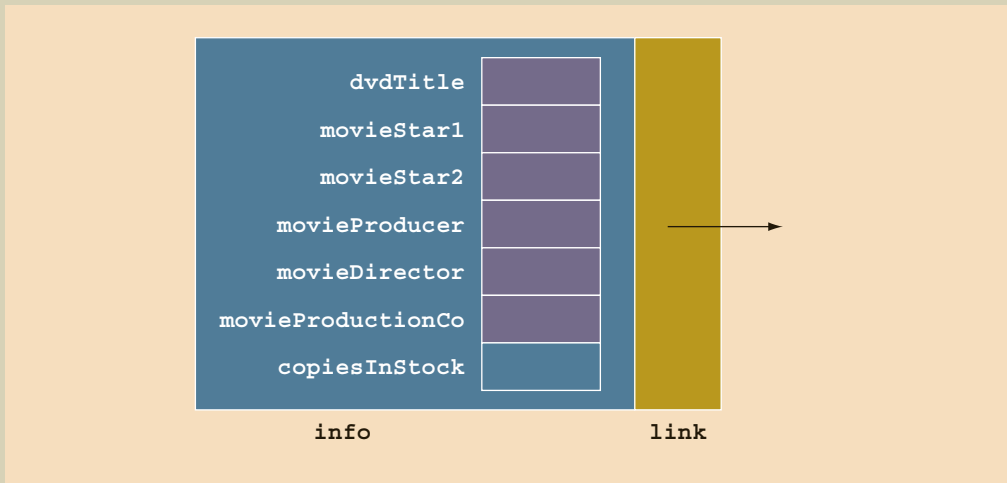 dvdTitle
movieStar1
movieStar2
movieProducer
movieDirector
movieProductionCo
copiesInStock
info link